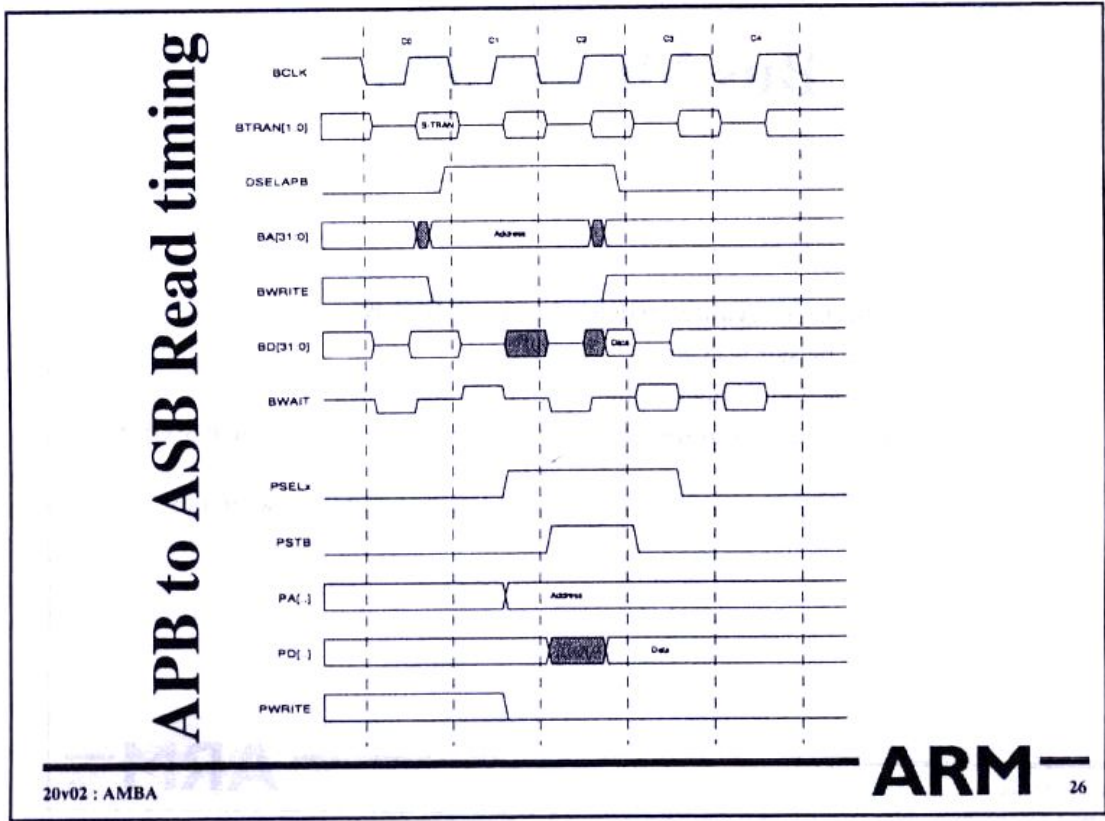 APB to ASB Read timing
C0 C1 C2 C3 C4
BCLK
BTRAN[1:0]
S-TRAN
DSELAPB
BA[31:0]
Address
BWRITE
BD[31:0]
Data
BWAIT
PSELx
PSTB
PA[..]
Address
PD[..]
Data
PWRITE
ARM
20v02 : AMBA
26